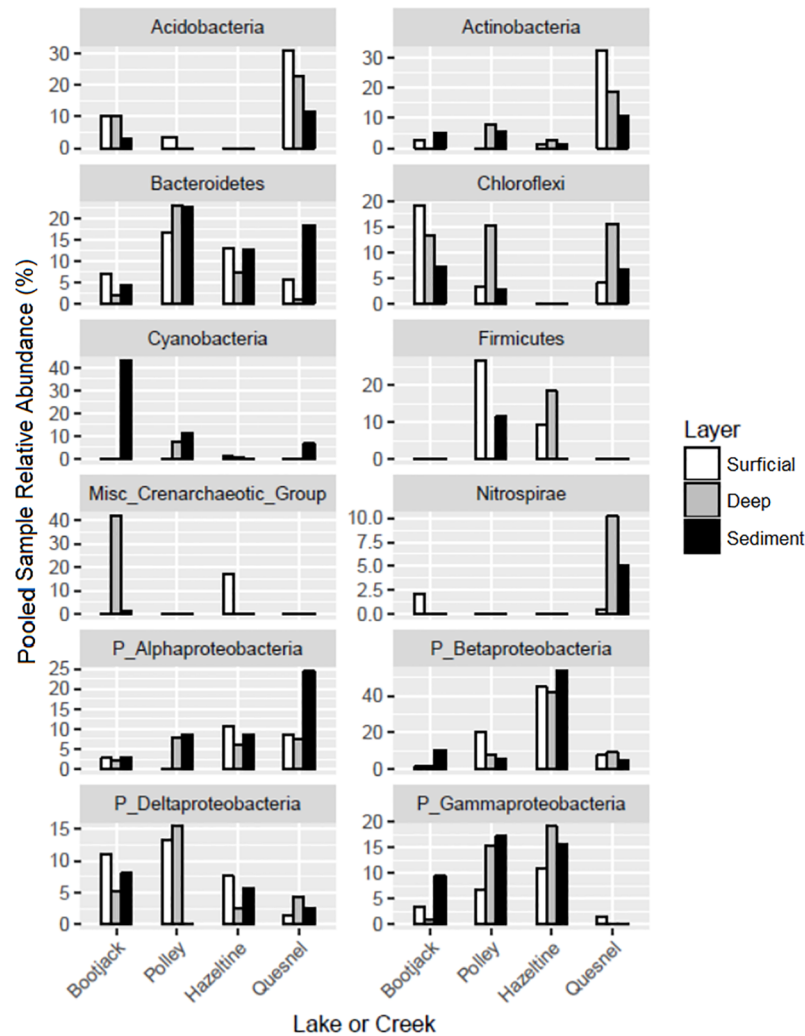 Acidobacteria
Actinobacteria
30
20
10
0
30
20
10
0
Bacteroidetes
Chloroflexi
20
15
10
5
0
20
15
10
5
0
Cyanobacteria
Firmicutes
40
30
20
10
0
20
10
0
Misc_Crenarchaeotic_Group
Nitrospirae
40
30
20
10
0
10.0
7.5
5.0
2.5
0.0
P_Alphaproteobacteria
P_Betaproteobacteria
25
20
15
10
5
0
40
20
0
P_Deltaproteobacteria
P_Gammaproteobacteria
15
10
5
0
20
15
10
5
0
Bootjack
Polley
Hazeltine
Quesnel
Bootjack
Polley
Hazeltine
Quesnel
Lake or Creek
Pooled Sample Relative Abundance (%)
Layer
Surficial
Deep
Sediment